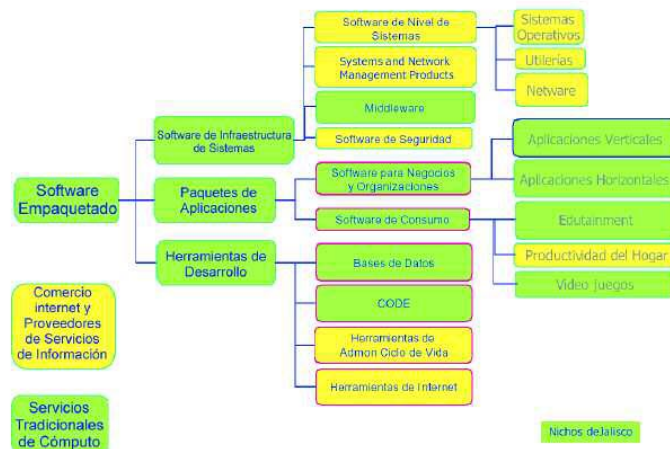 Software de Nivel de
Sistemas
Sistemas
Operativos
Utilerías
Netware
Systems and Network
Management Products
Middleware
Software de Seguridad
Software de Infraestructura
de Sistemas
Software
Empaquetado
Paquetes de
Aplicaciones
Software para Negocios
y Organizaciones
Aplicaciones Verticales
Aplicaciones Horizontales
Software de Consumo
Edutainment
Productividad del Hogar
Video Juegos
Herramientas de
Desarrollo
Bases de Datos
CODE
Herramientas de
Admon Ciclo de Vida
Herramientas de Internet
Comercio
internet y
Proveedores
de Servicios
de Información
Servicios
Tradicionales
de Cómputo
Nichos deJalisco